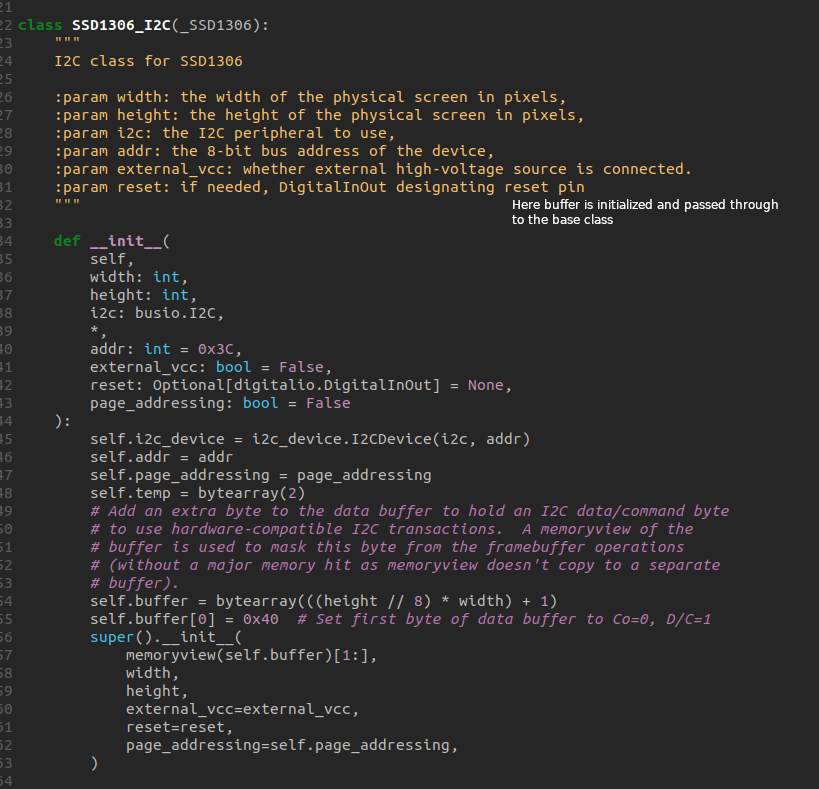 21
22 class SSD1306_I2C(_SSD1306):
23 """
24 I2C class for SSD1306
25
26 :param width: the width of the physical screen in pixels,
27 :param height: the height of the physical screen in pixels,
28 :param i2c: the I2C peripheral to use,
29 :param addr: the 8-bit bus address of the device,
30 :param external_vcc: whether external high-voltage source is connected.
31 :param reset: if needed, DigitalInOut designating reset pin
32 """
Here buffer is initialized and passed through
to the base class
33
34 def __init__(
35 self,
36 width: int,
37 height: int,
38 i2c: busio.I2C,
39 *,
40 addr: int = 0x3C,
41 external_vcc: bool = False,
42 reset: Optional[digitalio.DigitalInOut] = None,
43 page_addressing: bool = False
44 ):
45 self.i2c_device = i2c_device.I2CDevice(i2c, addr)
46 self.addr = addr
47 self.page_addressing = page_addressing
48 self.temp = bytearray(2)
49 # Add an extra byte to the data buffer to hold an I2C data/command byte
50 # to use hardware-compatible I2C transactions.  A memoryview of the
51 # buffer is used to mask this byte from the framebuffer operations
52 # (without a major memory hit as memoryview doesn't copy to a separate
53 # buffer).
54 self.buffer = bytearray(((height // 8) * width) + 1)
55 self.buffer[0] = 0x40  # Set first byte of data buffer to Co=0, D/C=1
56 super().__init__(
57 memoryview(self.buffer)[1:],
58 width,
59 height,
60 external_vcc=external_vcc,
61 reset=reset,
62 page_addressing=self.page_addressing,
63 )
64